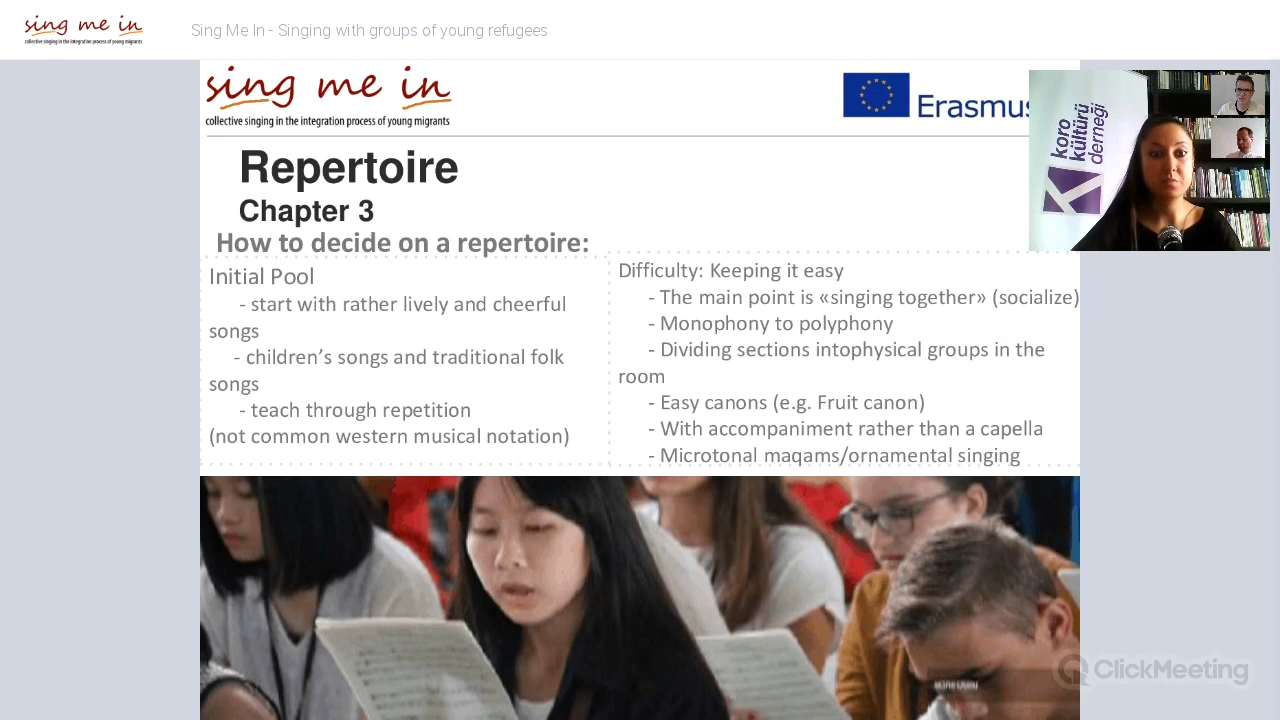 sing me in
collective singing in the integration process of young migrants
Sing Me In - Singing with groups of young refugees
sing me in
collective singing in the integration process of young migrants
Erasmus
koro
kültürü
derneği
Repertoire
Chapter 3
How to decide on a repertoire:
Initial Pool
- start with rather lively and cheerful
songs
- children’s songs and traditional folk
songs
- teach through repetition
(not common western musical notation)
Difficulty: Keeping it easy
- The main point is «singing together» (socialize)
- Monophony to polyphony
- Dividing sections intophysical groups in the
room
- Easy canons (e.g. Fruit canon)
- With accompaniment rather than a capella
- Microtonal maqams/ornamental singing
ClickMeeting